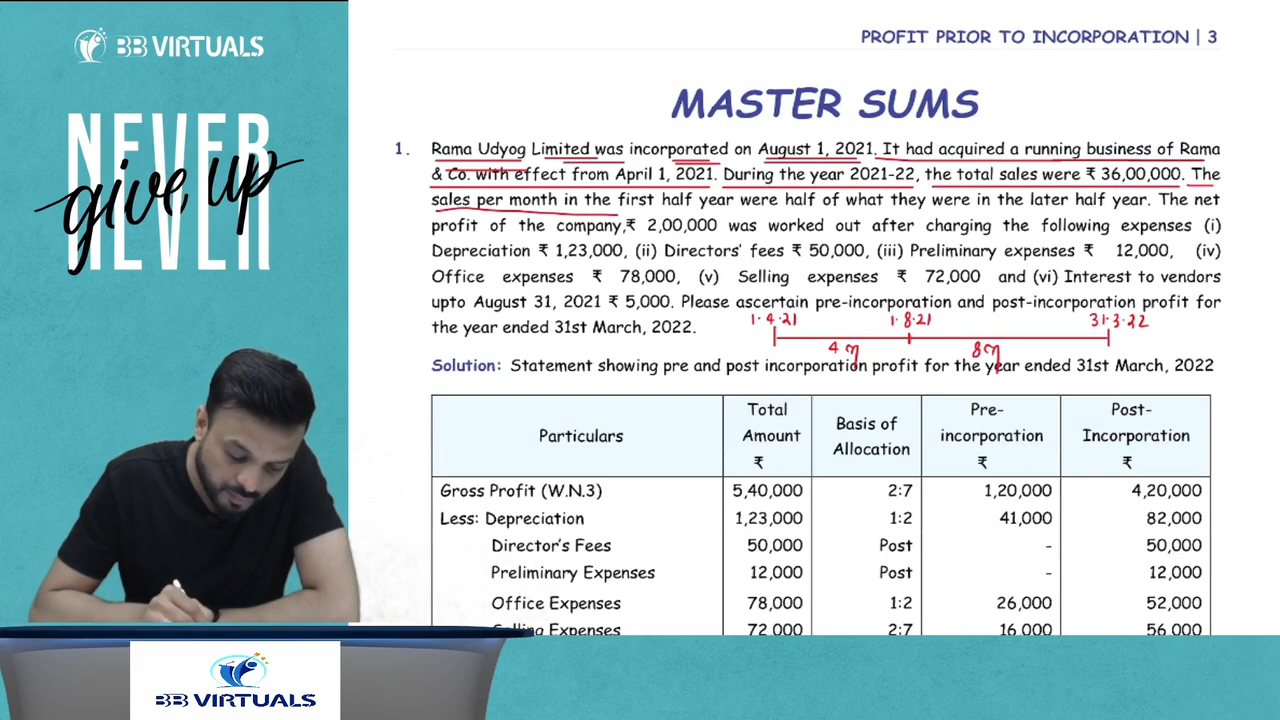 BB VIRTUALS
NEVER
give up
NEVER
PROFIT PRIOR TO INCORPORATION | 3
MASTER SUMS
1. Rama Udyog Limited was incorporated on August 1, 2021. It had acquired a running business of Rama
& Co. with effect from April 1, 2021. During the year 2021-22, the total sales were ₹ 36,00,000. The
sales per month in the first half year were half of what they were in the later half year. The net
profit of the company,₹ 2,00,000 was worked out after charging the following expenses (i)
Depreciation ₹ 1,23,000, (ii) Directors' fees ₹ 50,000, (iii) Preliminary expenses ₹ 12,000, (iv)
Office expenses ₹ 78,000, (v) Selling expenses ₹ 72,000 and (vi) Interest to vendors
upto August 31, 2021 ₹ 5,000. Please ascertain pre-incorporation and post-incorporation profit for
the year ended 31st March, 2022.
1.4.21 1.8.21 31.3.22
4m 8m
Solution: Statement showing pre and post incorporation profit for the year ended 31st March, 2022
Particulars Total Amount ₹ Basis of Allocation Pre-incorporation ₹ Post-Incorporation ₹
Gross Profit (W.N.3) 5,40,000 2:7 1,20,000 4,20,000
Less: Depreciation 1,23,000 1:2 41,000 82,000
Director's Fees 50,000 Post - 50,000
Preliminary Expenses 12,000 Post - 12,000
Office Expenses 78,000 1:2 26,000 52,000
Selling Expenses 72,000 2:7 16,000 56,000
BB VIRTUALS